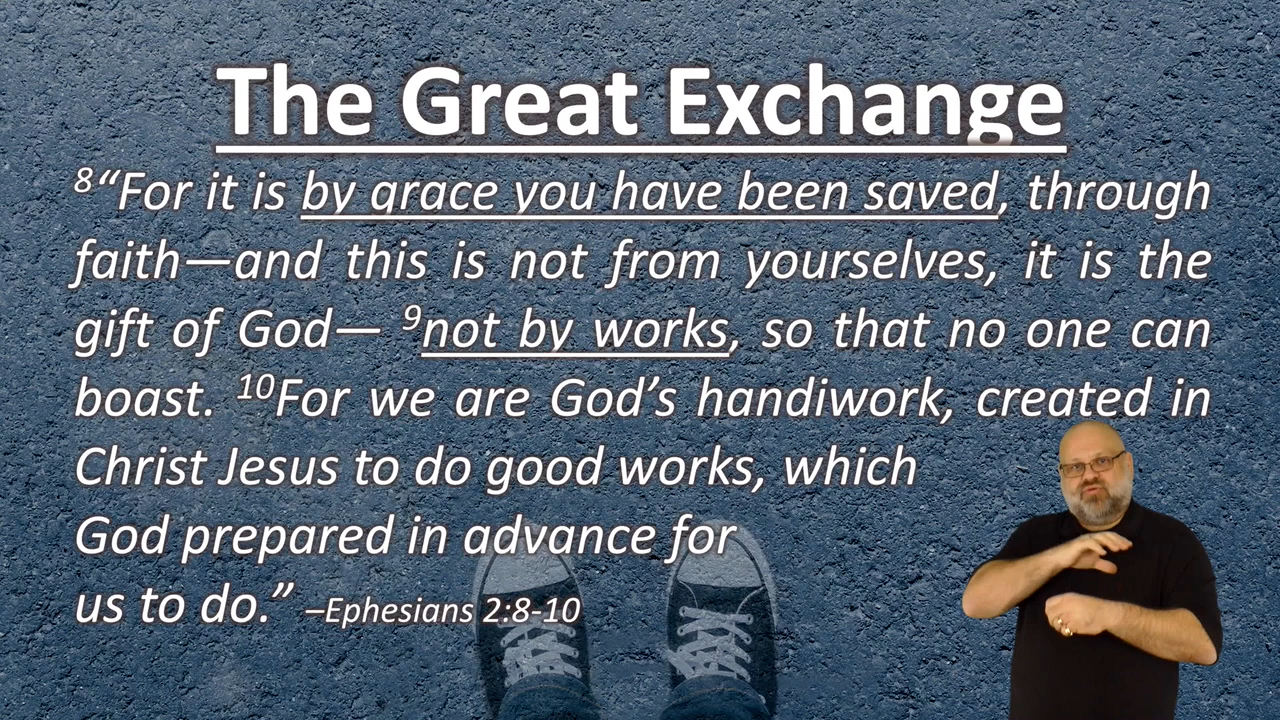 The Great Exchange
⁸“For it is by grace you have been saved, through
faith—and this is not from yourselves, it is the
gift of God— ⁹not by works, so that no one can
boast. ¹⁰For we are God’s handiwork, created in
Christ Jesus to do good works, which
God prepared in advance for
us to do.” –Ephesians 2:8-10